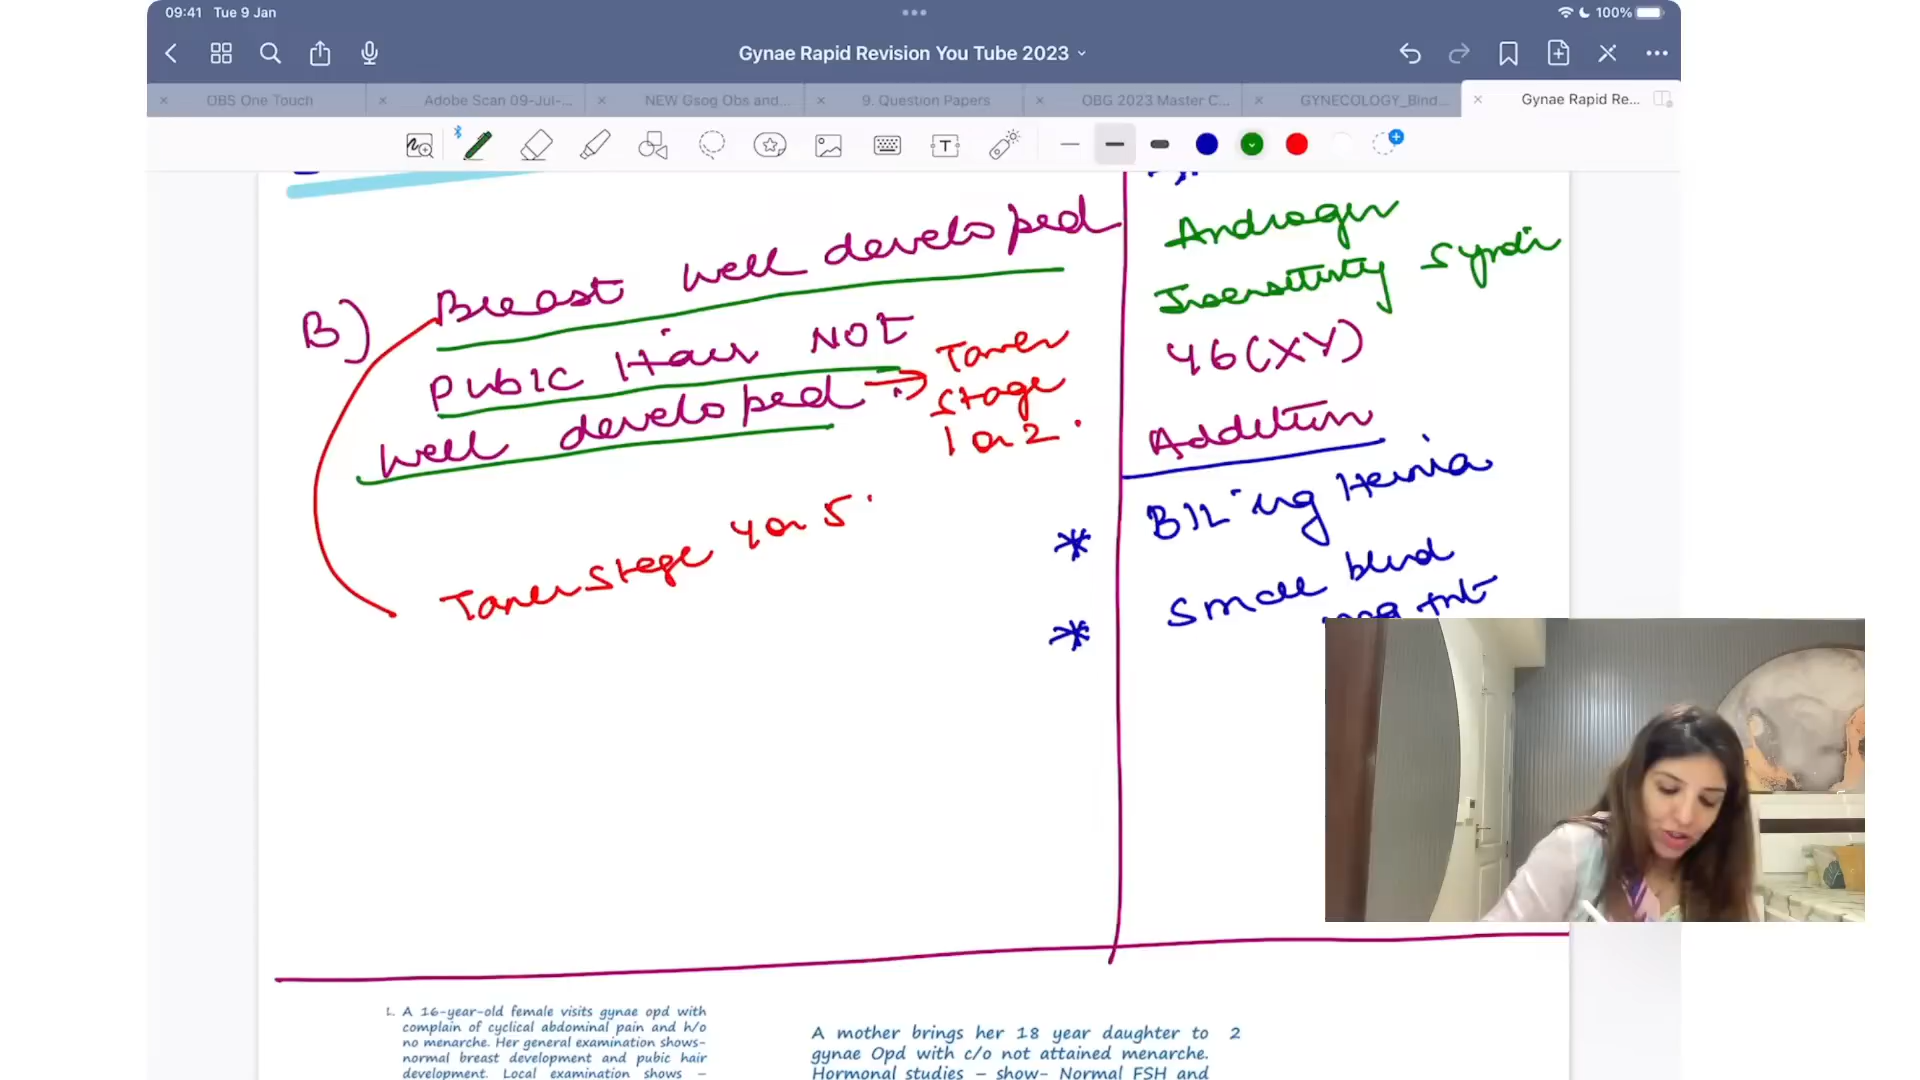 09:41 Tue 9 Jan
100%
Gynae Rapid Revision You Tube 2023
OBS One Touch
Adobe Scan 09-Jul-...
NEW Gsog Obs and...
9. Question Papers
OBG 2023 Master C...
GYNECOLOGY_Bind...
Gynae Rapid Re...
B) Breast well developed
Pubic Hair NOT
well developed →
Taner
stage
1 or 2.
Taner stage 4 or 5.
Androgen
Insensitivity Syndr
46(XY)
Addition
* B/L ing Hernia
* Small blind
A 16-year-old female visits gynae opd with
complain of cyclical abdominal pain and h/o
no menarche. Her general examination shows-
normal breast development and pubic hair
development. Local examination shows –
A mother brings her 18 year daughter to 2
gynae Opd with c/o not attained menarche.
Hormonal studies – show- Normal FSH and